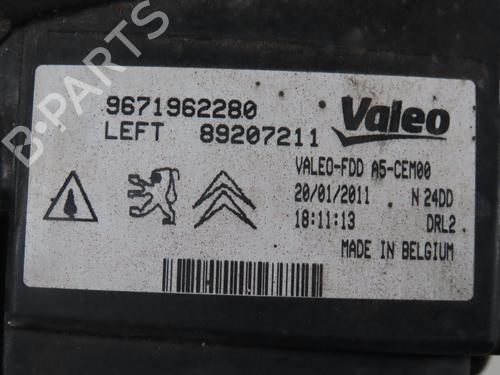 9671962280
LEFT 89207211
Valeo
VALEO-FDD A5-CEM00
20/01/2011 N 24DD
18:11:13 DRL2
MADE IN BELGIUM
B-PARTS